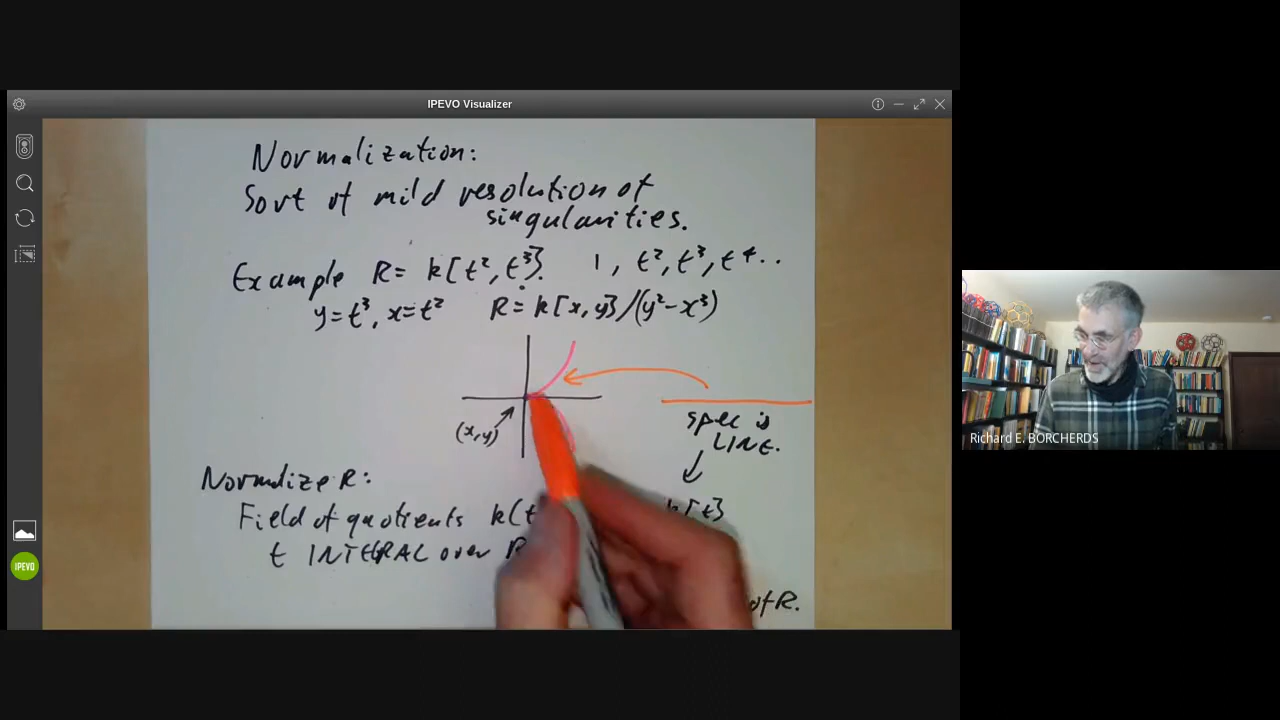 IPEVO Visualizer
Normalization:
Sort of mild resolution of
singularities.
Example R = k[t², t³]. 1, t², t³, t⁴..
y=t³, x=t² R = k[x,y]/(y²-x³)
(x,y)
spec is
LINE.
Normalize R:
Field of quotients k(t k[t]
t INTEGRAL over R
of R.
IPEVO
Richard E. BORCHERDS